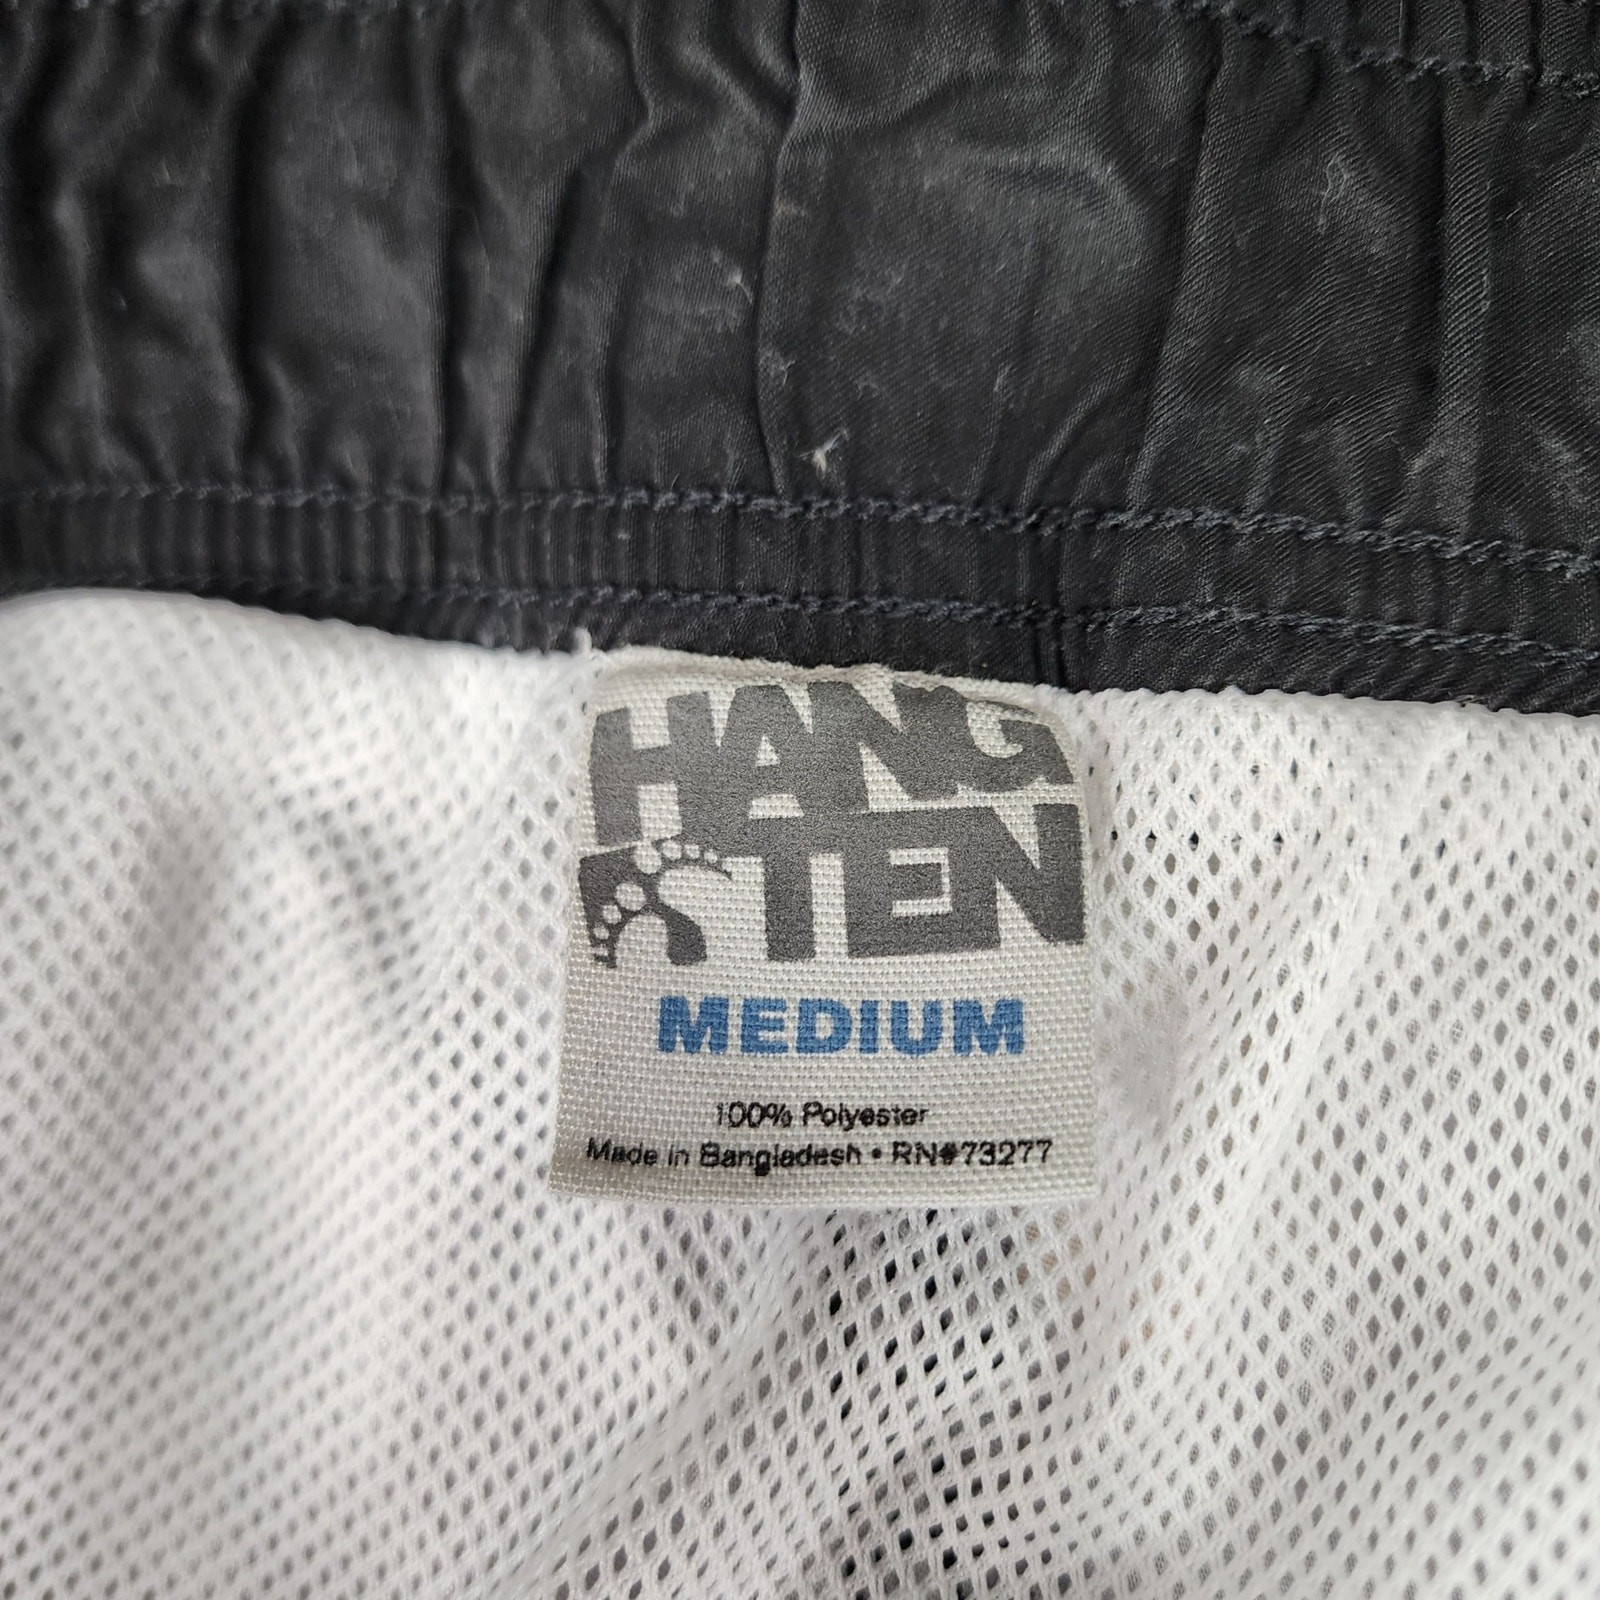 HANG
TEN
MEDIUM
100% Polyester
Made in Bangladesh • RN#73277